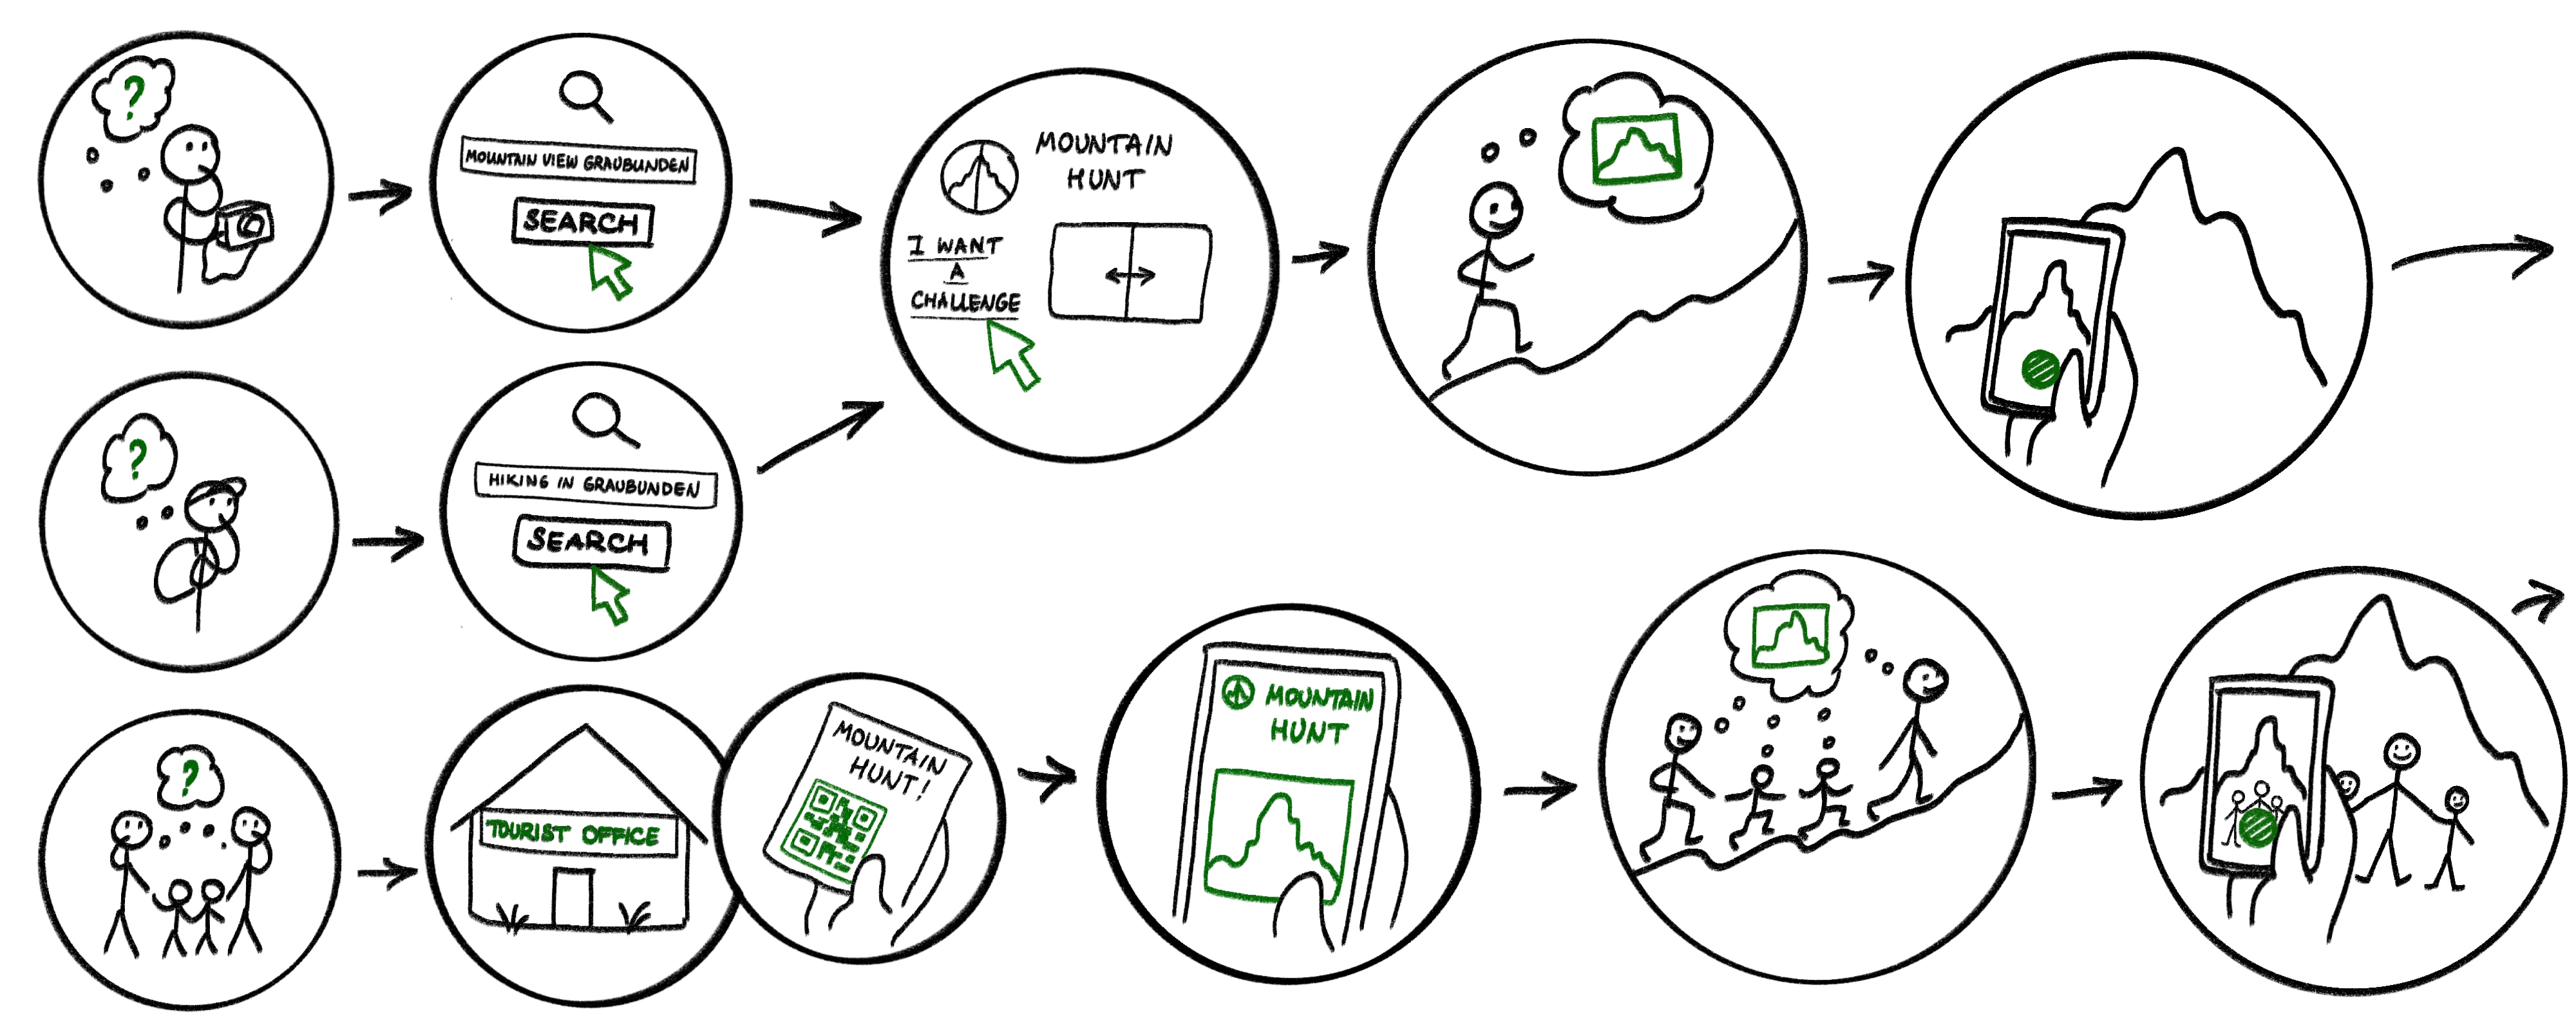 ?
MOUNTAIN VIEW GRAUBUNDEN
SEARCH
MOUNTAIN
HUNT
I WANT
A
CHALLENGE
?
HIKING IN GRAUBUNDEN
SEARCH
?
TOURIST OFFICE
MOUNTAIN
HUNT!
MOUNTAIN
HUNT